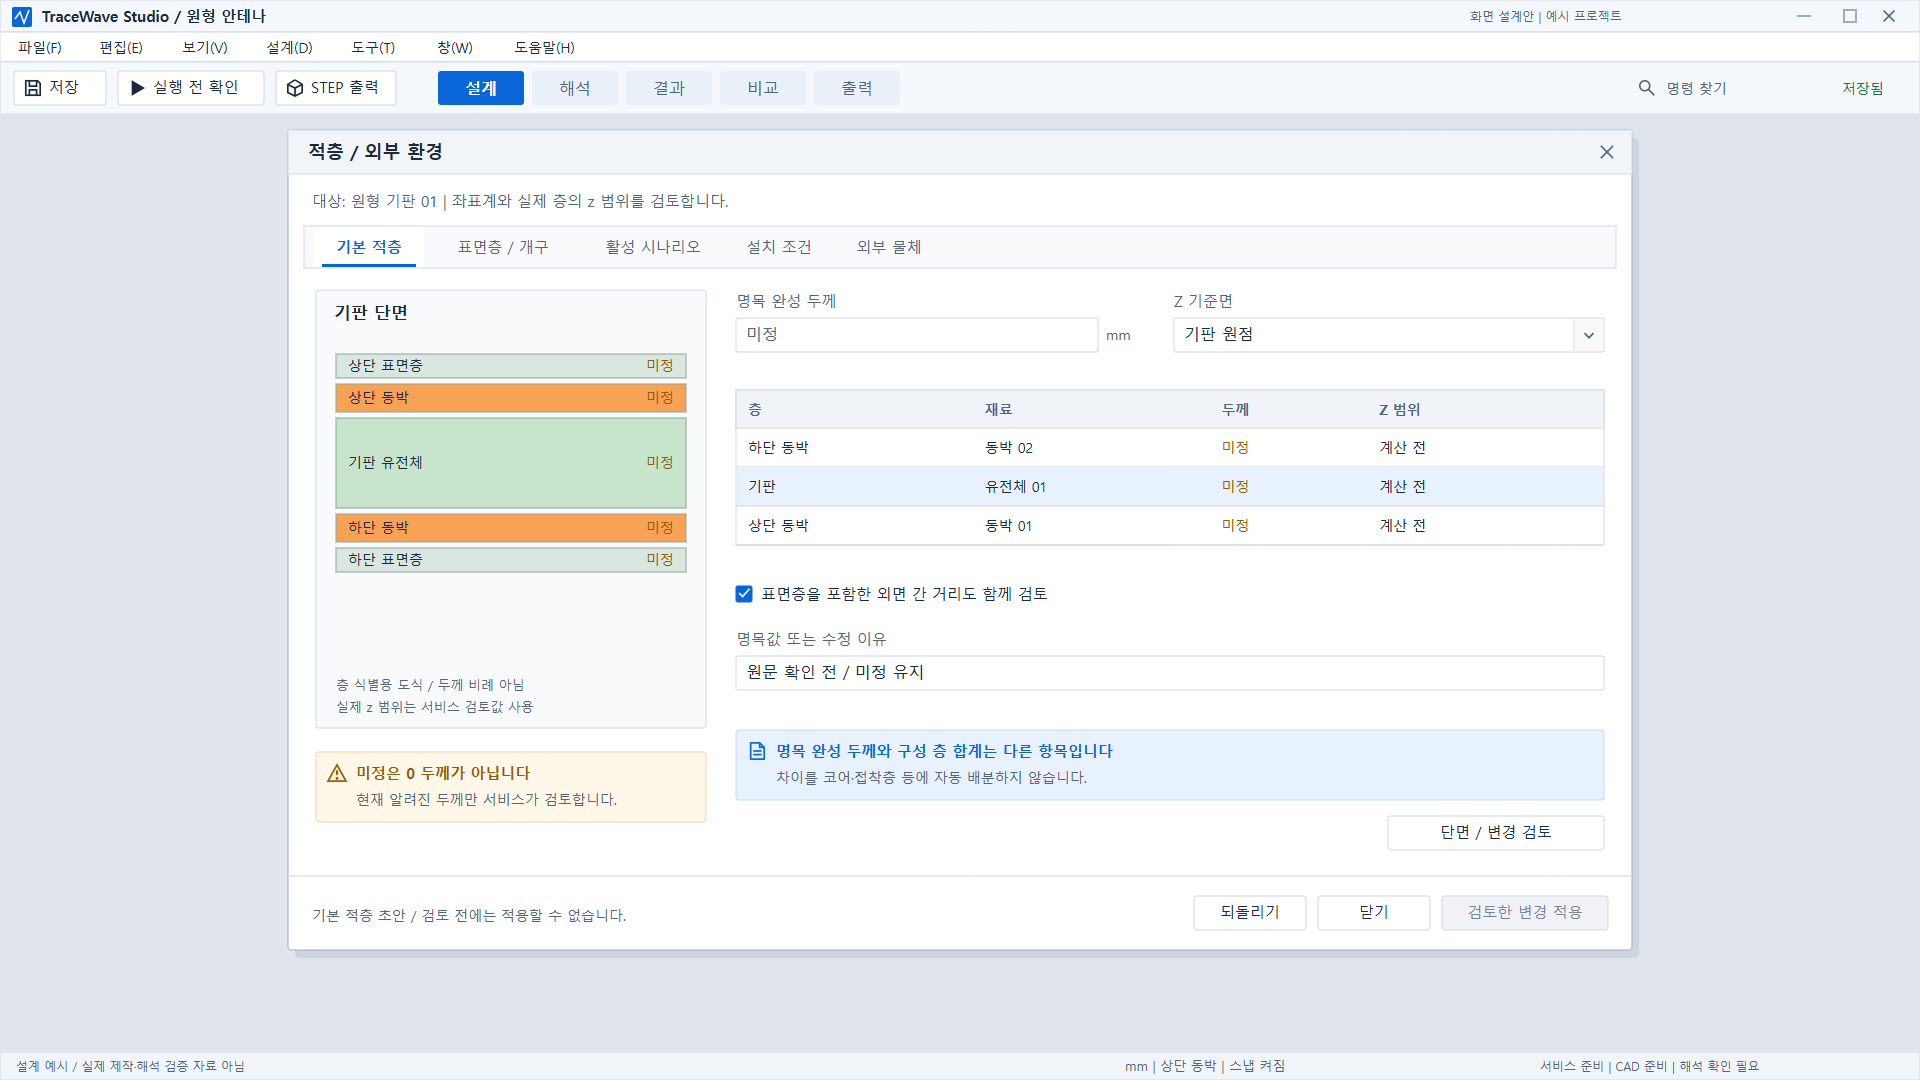 TraceWave Studio / 원형 안테나
화면 설계안 | 예시 프로젝트
파일(F) 편집(E) 보기(V) 설계(D) 도구(T) 창(W) 도움말(H)
저장 실행 전 확인 STEP 출력 설계 해석 결과 비교 출력 명령 찾기 저장됨
적층 / 외부 환경
대상: 원형 기판 01 | 좌표계와 실제 층의 z 범위를 검토합니다.
기본 적층 표면층 / 개구 활성 시나리오 설치 조건 외부 물체
기판 단면
상단 표면층 미정
상단 동박 미정
기판 유전체 미정
하단 동박 미정
하단 표면층 미정
층 식별용 도식 / 두께 비례 아님
실제 z 범위는 서비스 검토값 사용
미정은 0 두께가 아닙니다
현재 알려진 두께만 서비스가 검토합니다.
명목 완성 두께
미정 mm
Z 기준면
기판 원점
층 재료 두께 Z 범위
하단 동박 동박 02 미정 계산 전
기판 유전체 01 미정 계산 전
상단 동박 동박 01 미정 계산 전
표면층을 포함한 외면 간 거리도 함께 검토
명목값 또는 수정 이유
원문 확인 전 / 미정 유지
명목 완성 두께와 구성 층 합계는 다른 항목입니다
차이를 코어·접착층 등에 자동 배분하지 않습니다.
단면 / 변경 검토
기본 적층 초안 / 검토 전에는 적용할 수 없습니다.
되돌리기 닫기 검토한 변경 적용
설계 예시 / 실제 제작·해석 검증 자료 아님
mm | 상단 동박 | 스냅 켜짐
서비스 준비 | CAD 준비 | 해석 확인 필요